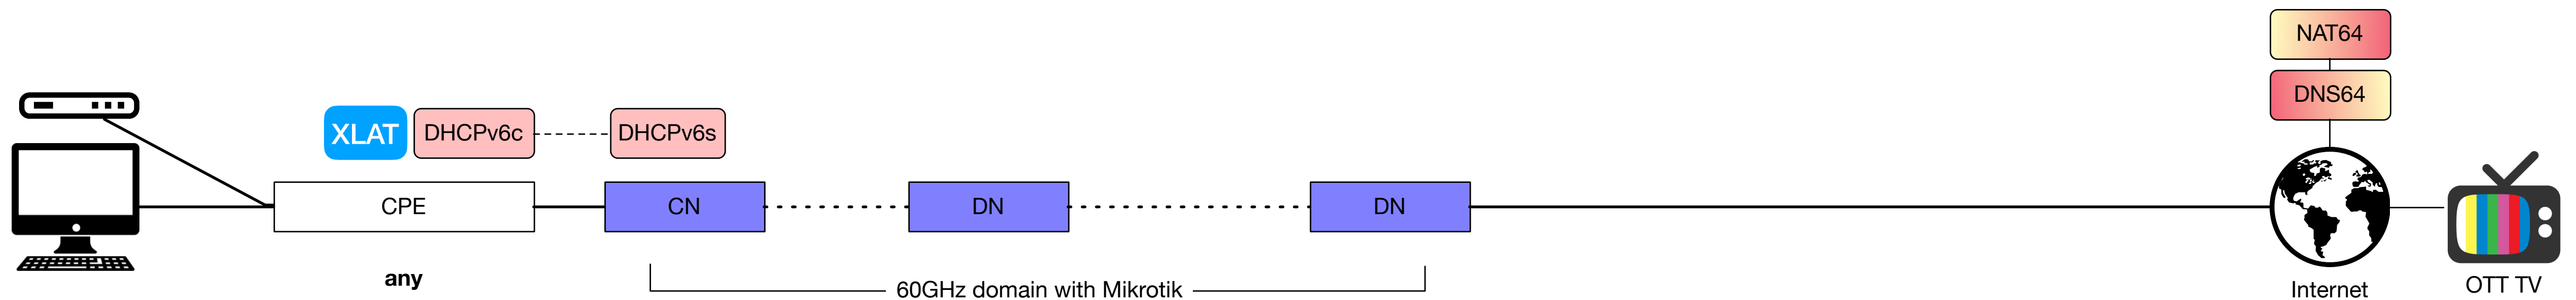 NAT64
DNS64
XLAT
DHCPv6c
DHCPv6s
CPE
CN
DN
DN
any
60GHz domain with Mikrotik
Internet
OTT TV